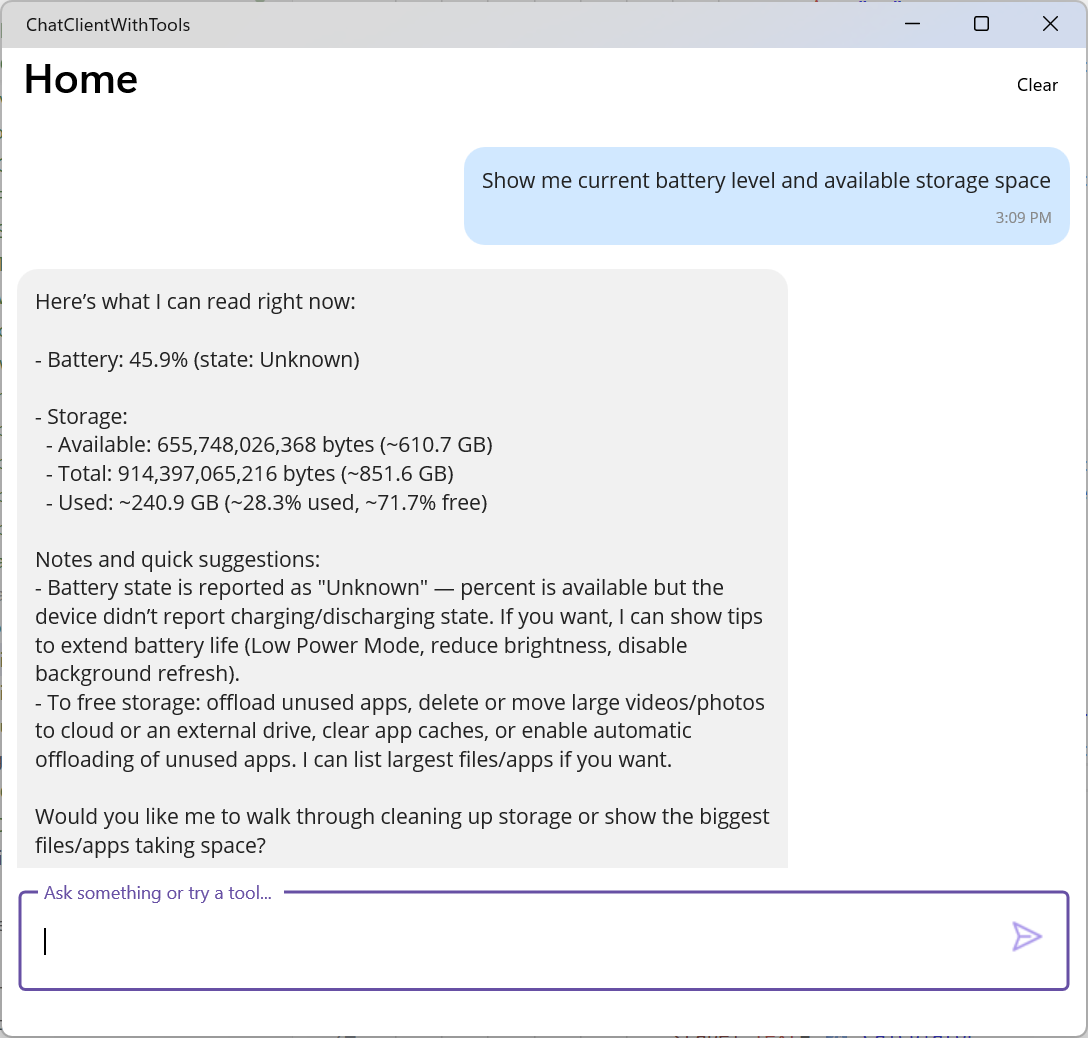 ChatClientWithTools
Home
Clear
Show me current battery level and available storage space
3:09 PM
Here’s what I can read right now:
- Battery: 45.9% (state: Unknown)
- Storage:
- Available: 655,748,026,368 bytes (~610.7 GB)
- Total: 914,397,065,216 bytes (~851.6 GB)
- Used: ~240.9 GB (~28.3% used, ~71.7% free)
Notes and quick suggestions:
- Battery state is reported as "Unknown" — percent is available but the
device didn’t report charging/discharging state. If you want, I can show tips
to extend battery life (Low Power Mode, reduce brightness, disable
background refresh).
- To free storage: offload unused apps, delete or move large videos/photos
to cloud or an external drive, clear app caches, or enable automatic
offloading of unused apps. I can list largest files/apps if you want.
Would you like me to walk through cleaning up storage or show the biggest
files/apps taking space?
Ask something or try a tool...